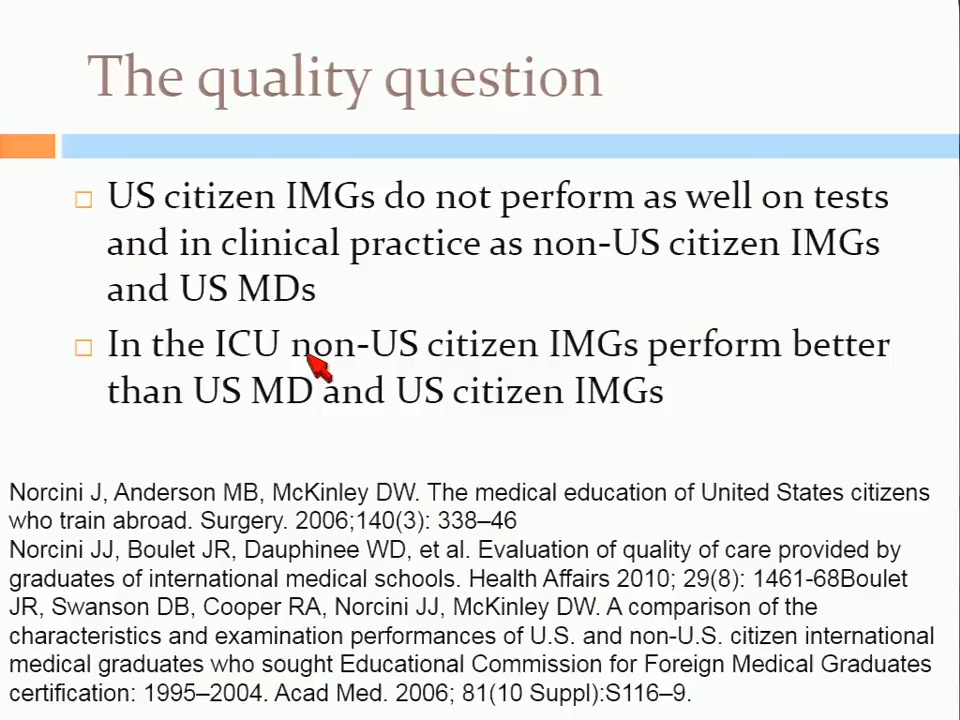 The quality question
US citizen IMGs do not perform as well on tests
and in clinical practice as non-US citizen IMGs
and US MDs
In the ICU non-US citizen IMGs perform better
than US MD and US citizen IMGs
Norcini J, Anderson MB, McKinley DW. The medical education of United States citizens
who train abroad. Surgery. 2006;140(3): 338–46
Norcini JJ, Boulet JR, Dauphinee WD, et al. Evaluation of quality of care provided by
graduates of international medical schools. Health Affairs 2010; 29(8): 1461-68Boulet
JR, Swanson DB, Cooper RA, Norcini JJ, McKinley DW. A comparison of the
characteristics and examination performances of U.S. and non-U.S. citizen international
medical graduates who sought Educational Commission for Foreign Medical Graduates
certification: 1995–2004. Acad Med. 2006; 81(10 Suppl):S116–9.